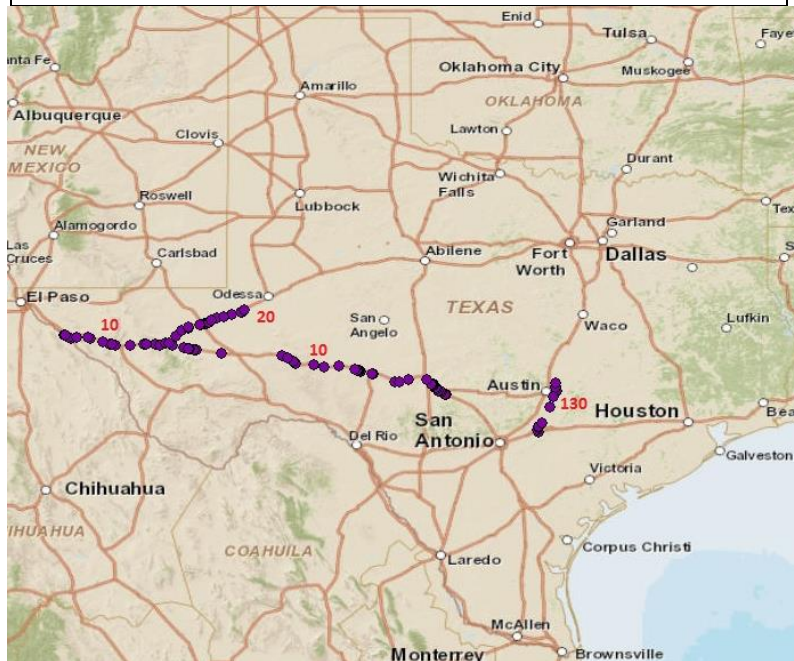 Enid
Tulsa
Faye
anta Fe
Oklahoma City
Muskogee
Amarillo
OKLAHOMA
Albuquerque
Clovis
Lawton
NEW
MEXICO
Durant
Wichita
Falls
Roswell
Lubbock
Tex
Alamogordo
Garland
Las
Cruces
Carlsbad
Abilene
Fort
Worth
Dallas
S
El Paso
Odessa
TEXAS
20
10
San
Angelo
Waco
Lufkin
10
Austin
130
Houston
Bea
San
Antonio
Del Rio
Galveston
Victoria
Chihuahua
IHUAHUA
COAHUILA
Corpus Christi
Laredo
McAllen
Monterrey
Brownsville